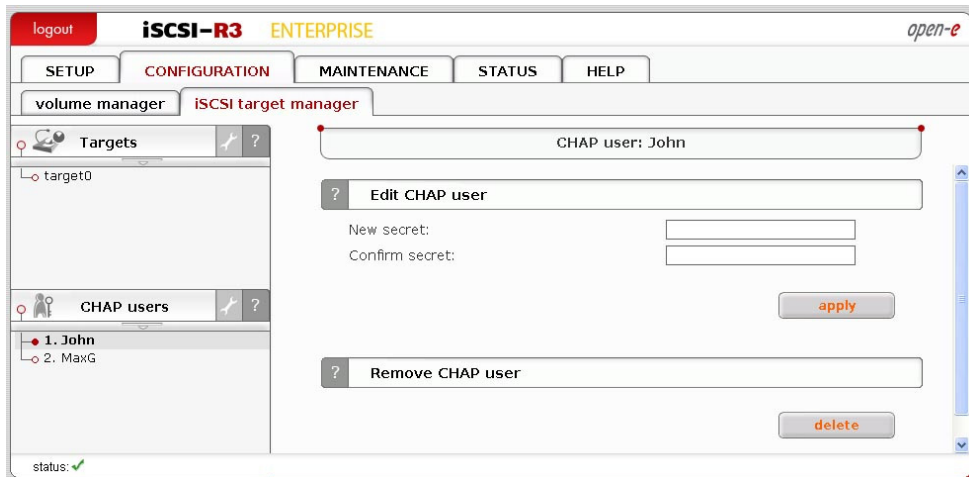 logout
iSCSI-R3 ENTERPRISE
open-e
SETUP CONFIGURATION MAINTENANCE STATUS HELP
volume manager iSCSI target manager
Targets ?
target0
CHAP users ?
1. John
2. MaxG
CHAP user: John
? Edit CHAP user
New secret:
Confirm secret:
apply
? Remove CHAP user
delete
status: